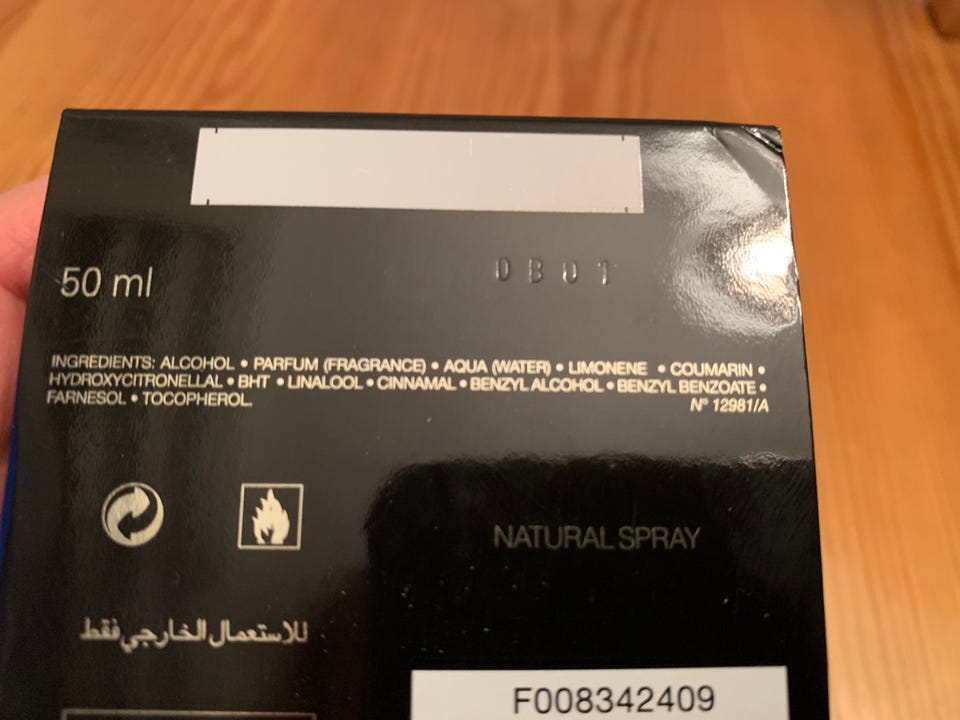 50 ml
0B01
INGREDIENTS: ALCOHOL • PARFUM (FRAGRANCE) • AQUA (WATER) • LIMONENE • COUMARIN •
HYDROXYCITRONELLAL • BHT • LINALOOL • CINNAMAL • BENZYL ALCOHOL • BENZYL BENZOATE •
FARNESOL • TOCOPHEROL.
N° 12981/A
NATURAL SPRAY
للاستعمال الخارجي فقط
F008342409